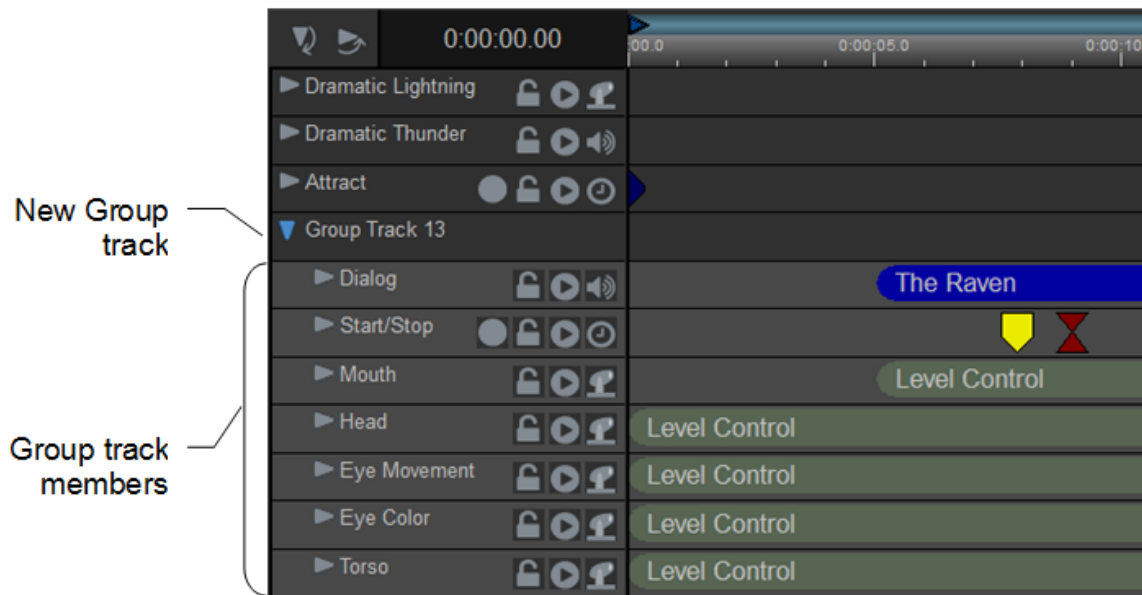 0:00:00.00
:00.0 0:00:05.0 0:00:10
Dramatic Lightning
Dramatic Thunder
Attract
New Group
track
Group Track 13
Dialog The Raven
Start/Stop
Mouth Level Control
Head Level Control
Group track
members
Eye Movement Level Control
Eye Color Level Control
Torso Level Control